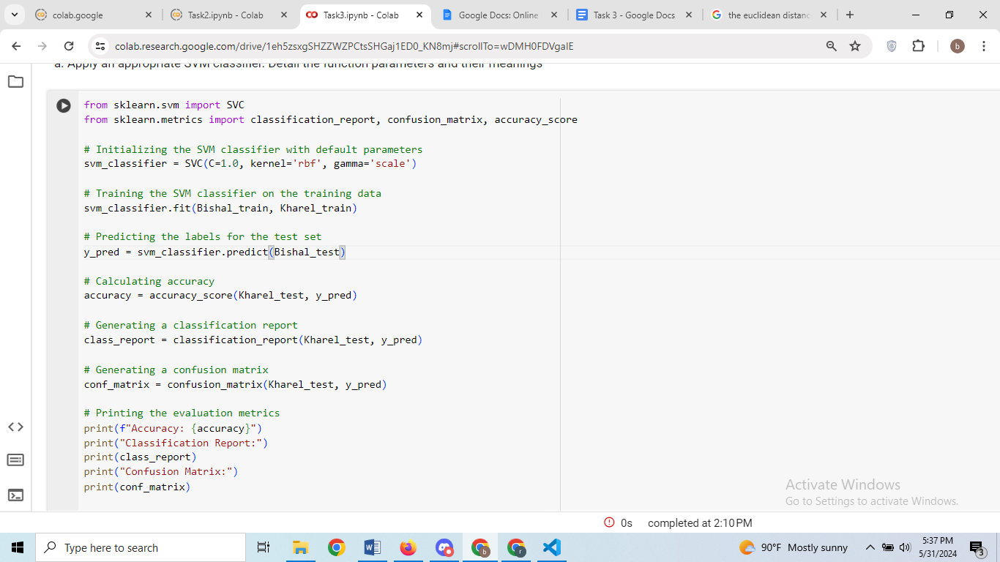 colab.google
Task2.ipynb - Colab
Task3.ipynb - Colab
Google Docs: Online
Task 3 - Google Docs
the euclidean distanc
colab.research.google.com/drive/1eh5zsxgSHZZWZPCtsSHGaj1ED0_KN8mj#scrollTo=wDMH0FDVgaIE
b
a. Apply an appropriate SVM classifier. Detail the function parameters and their meanings
from sklearn.svm import SVC
from sklearn.metrics import classification_report, confusion_matrix, accuracy_score
# Initializing the SVM classifier with default parameters
svm_classifier = SVC(C=1.0, kernel='rbf', gamma='scale')
# Training the SVM classifier on the training data
svm_classifier.fit(Bishal_train, Kharel_train)
# Predicting the labels for the test set
y_pred = svm_classifier.predict(Bishal_test)
# Calculating accuracy
accuracy = accuracy_score(Kharel_test, y_pred)
# Generating a classification report
class_report = classification_report(Kharel_test, y_pred)
# Generating a confusion matrix
conf_matrix = confusion_matrix(Kharel_test, y_pred)
# Printing the evaluation metrics
print(f"Accuracy: {accuracy}")
print("Classification Report:")
print(class_report)
print("Confusion Matrix:")
print(conf_matrix)
Activate Windows
Go to Settings to activate Windows.
0s completed at 2:10 PM
Type here to search
b
r
90°F Mostly sunny
5:37 PM
5/31/2024
3